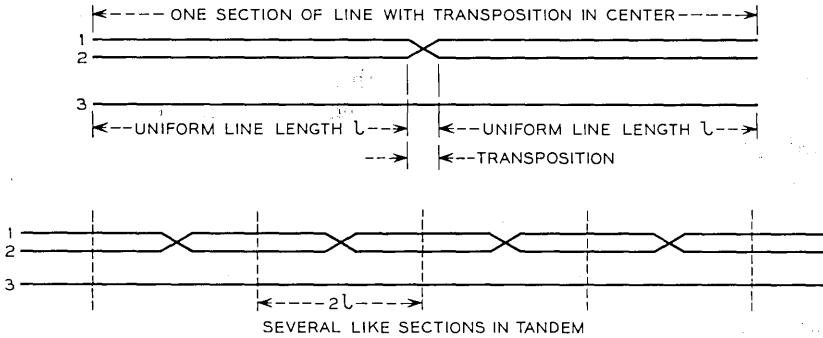 ONE SECTION OF LINE WITH TRANSPOSITION IN CENTER
1
2
3
UNIFORM LINE LENGTH l
UNIFORM LINE LENGTH l
TRANSPOSITION
1
2
3
2l
SEVERAL LIKE SECTIONS IN TANDEM